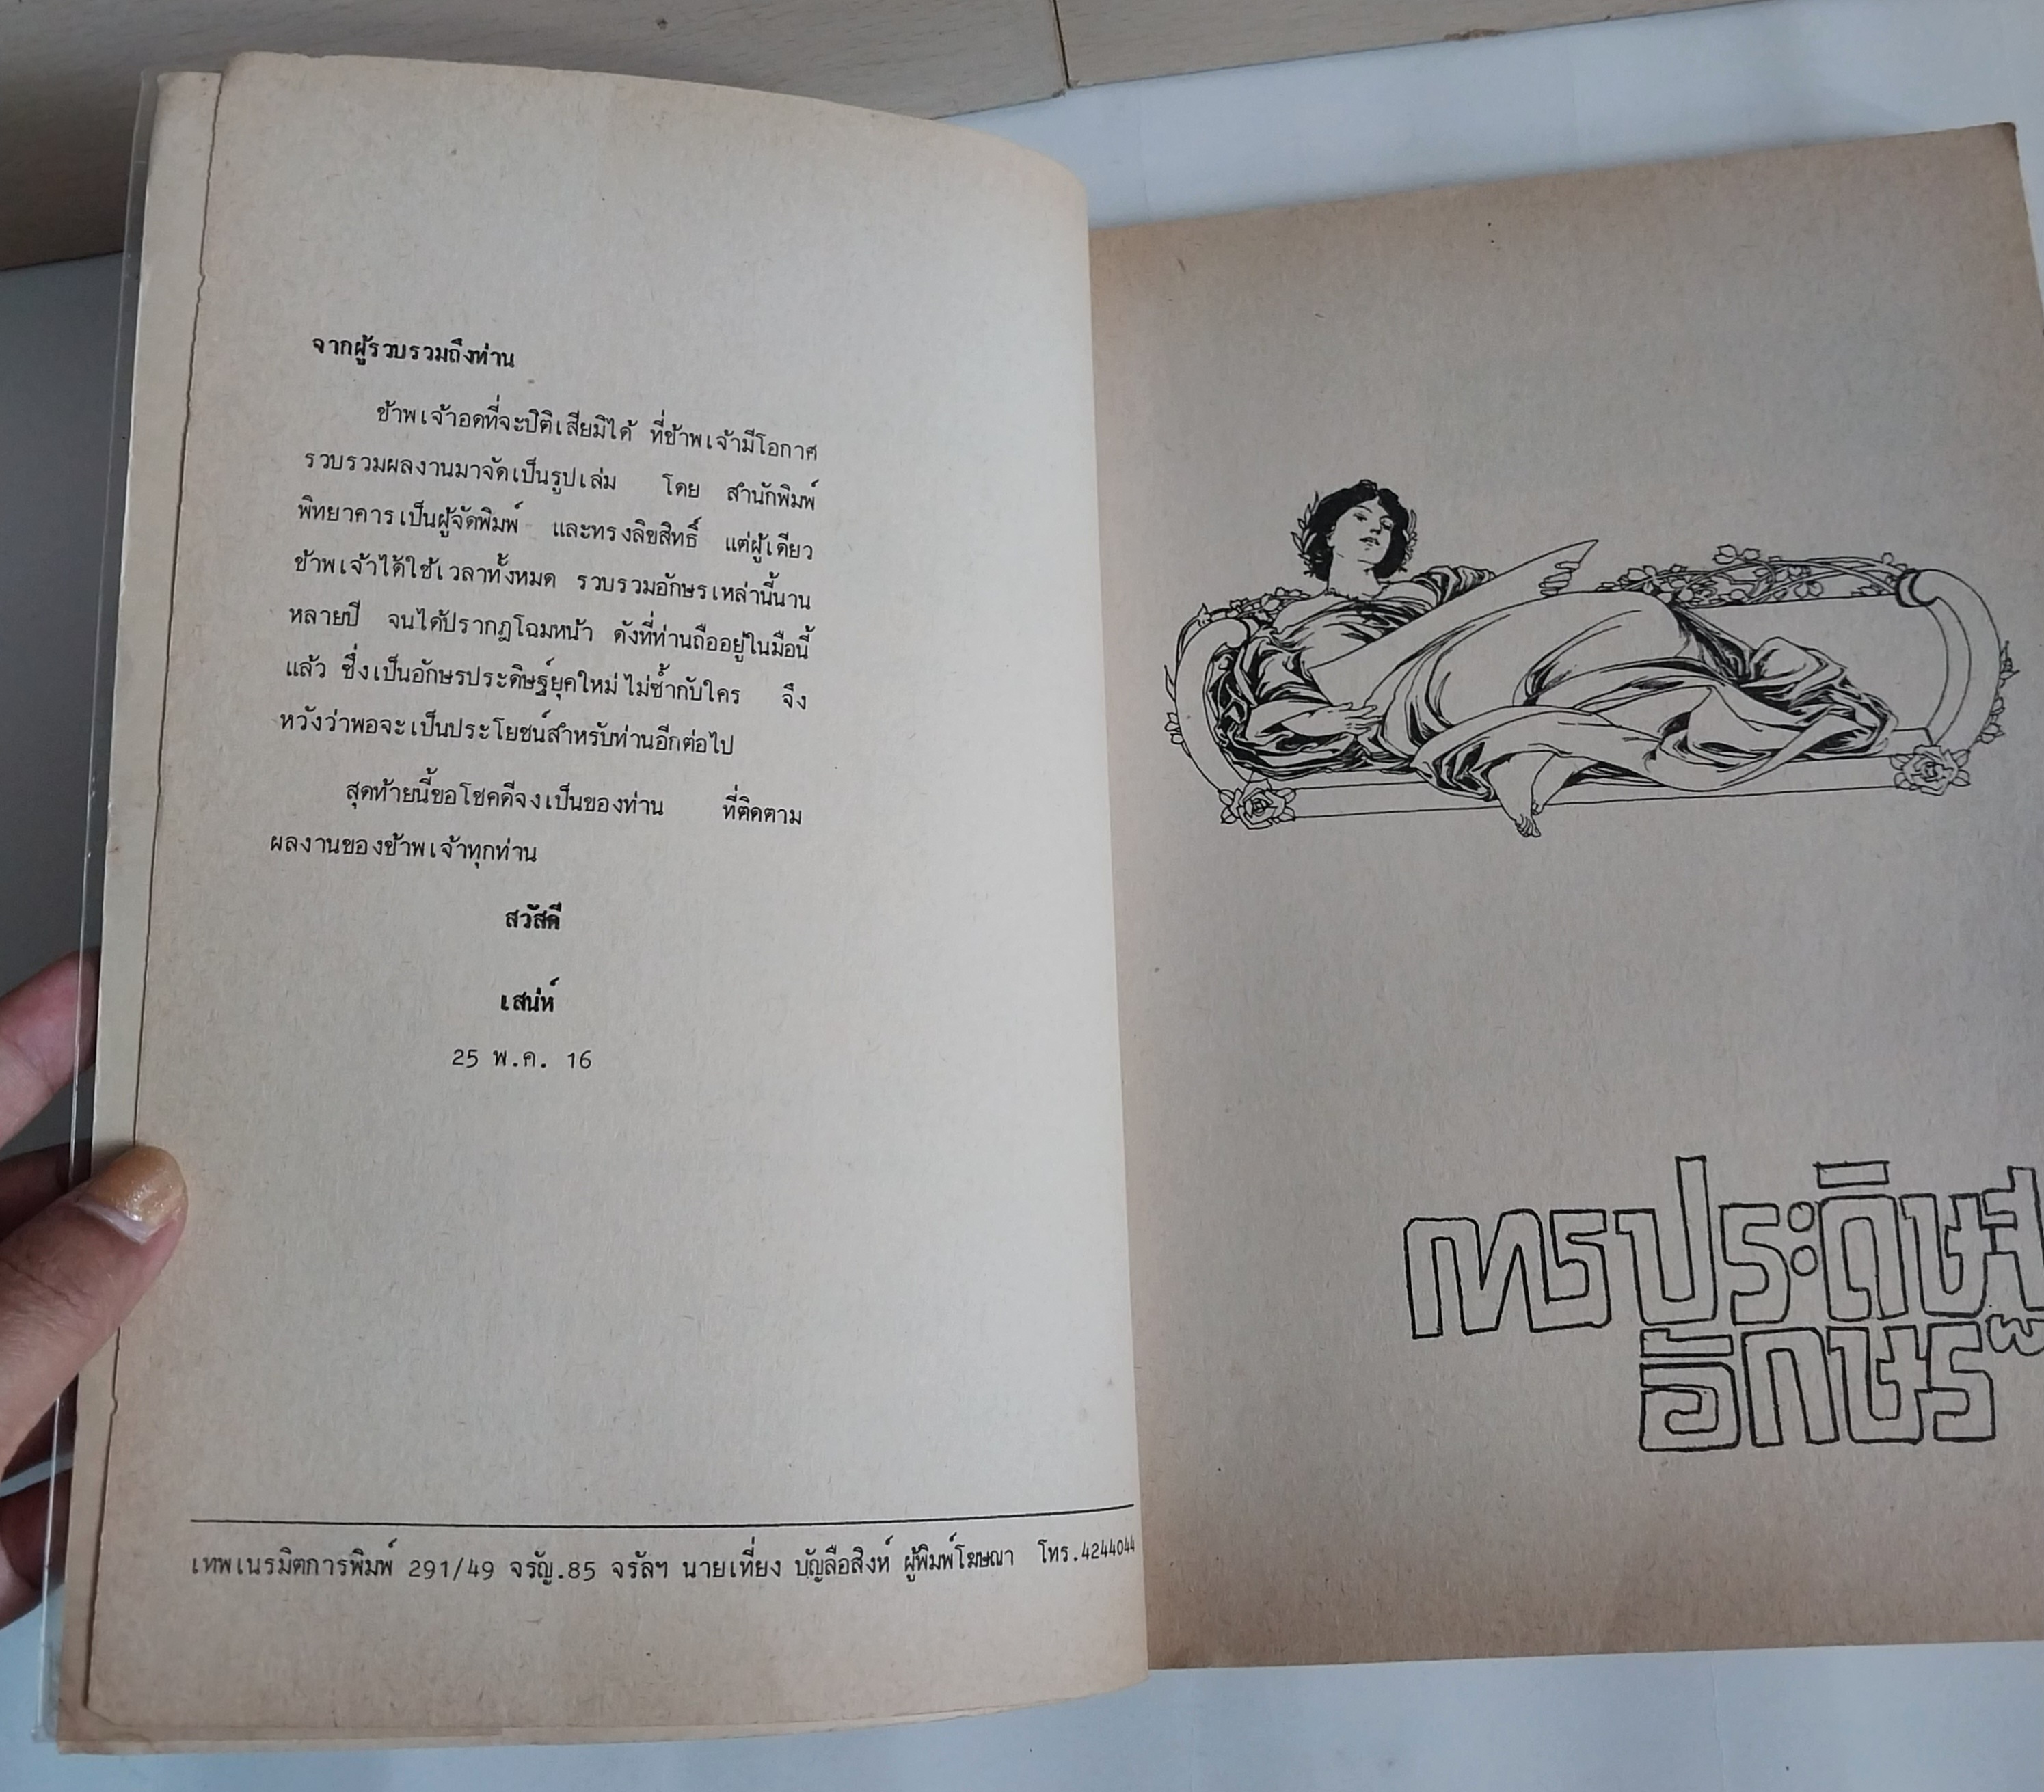 จากผู้รวบรวมถึงท่าน
ข้าพเจ้าอดที่จะปิติเสียมิได้ ที่ข้าพเจ้ามีโอกาศ
รวบรวมผลงานมาจัดเป็นรูปเล่ม โดย สำนักพิมพ์
พิทยาคารเป็นผู้จัดพิมพ์ และทรงลิขสิทธิ์ แต่ผู้เดียว
ข้าพเจ้าได้ใช้เวลาทั้งหมด รวบรวมอักษรเหล่านี้นาน
หลายปี จนได้ปรากฎโฉมหน้า ดังที่ท่านถืออยู่ในมือนี้
แล้ว ซึ่งเป็นอักษรประดิษฐ์ยุคใหม่ ไม่ซ้ำกับใคร จึง
หวังว่าพอจะเป็นประโยชน์สำหรับท่านอีกต่อไป
สุดท้ายนี้ขอโชคดีจงเป็นของท่าน ที่ติดตาม
ผลงานของข้าพเจ้าทุกท่าน
สวัสดี
เสน่ห์
25 พ.ค. 16
เทพเนรมิตการพิมพ์ 291/49 จรัญ.85 จรัลฯ นายเที่ยง บัญลือสิงห์ ผู้พิมพ์โฆษณา โทร.4244044
การประดิษฐ์
อักษร